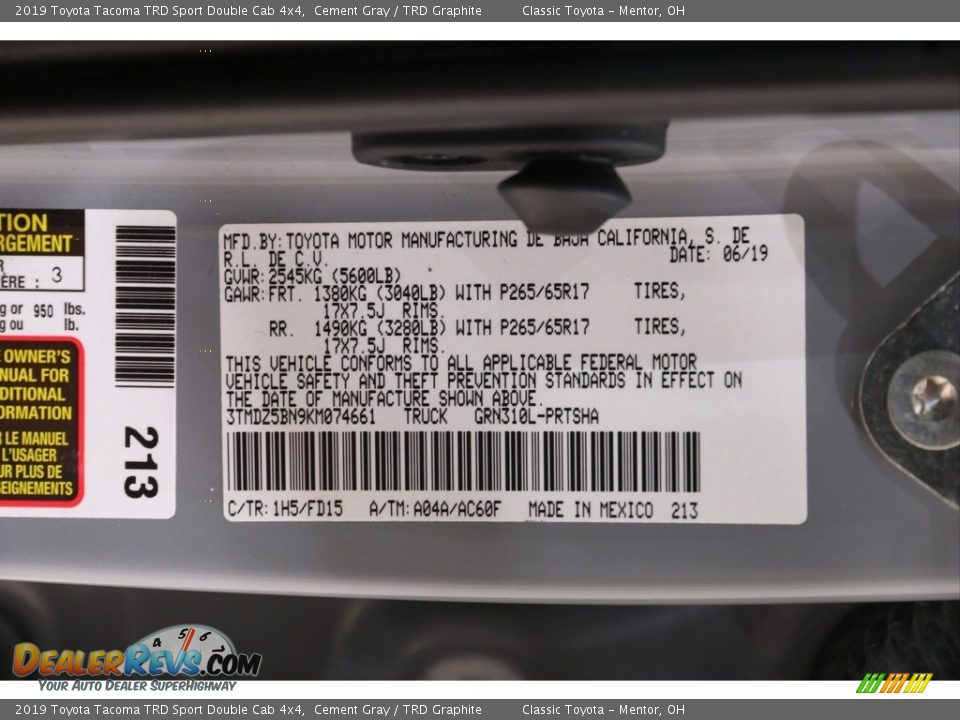 2019 Toyota Tacoma TRD Sport Double Cab 4x4, Cement Gray / TRD Graphite Classic Toyota - Mentor, OH
TION
RGEMENT
R
ÈRE : 3
g or 950 lbs.
g ou lb.
OWNER'S
NUAL FOR
DITIONAL
ORMATION
LE MANUEL
L'USAGER
UR PLUS DE
SEIGNEMENTS
213
MFD.BY:TOYOTA MOTOR MANUFACTURING DE BAJA CALIFORNIA, S. DE
R.L. DE C.V. DATE: 06/19
GVWR:2545KG (5600LB)
GAWR:FRT. 1380KG (3040LB) WITH P265/65R17 TIRES,
17X7.5J RIMS.
RR. 1490KG (3280LB) WITH P265/65R17 TIRES,
17X7.5J RIMS.
THIS VEHICLE CONFORMS TO ALL APPLICABLE FEDERAL MOTOR
VEHICLE SAFETY AND THEFT PREVENTION STANDARDS IN EFFECT ON
THE DATE OF MANUFACTURE SHOWN ABOVE.
3TMDZ5BN9KM074661 TRUCK GRN310L-PRTSHA
C/TR:1H5/FD15 A/TM:A04A/AC60F MADE IN MEXICO 213
4 5 6
DEALERREVS.COM
YOUR AUTO DEALER SUPERHIGHWAY
2019 Toyota Tacoma TRD Sport Double Cab 4x4, Cement Gray / TRD Graphite Classic Toyota - Mentor, OH